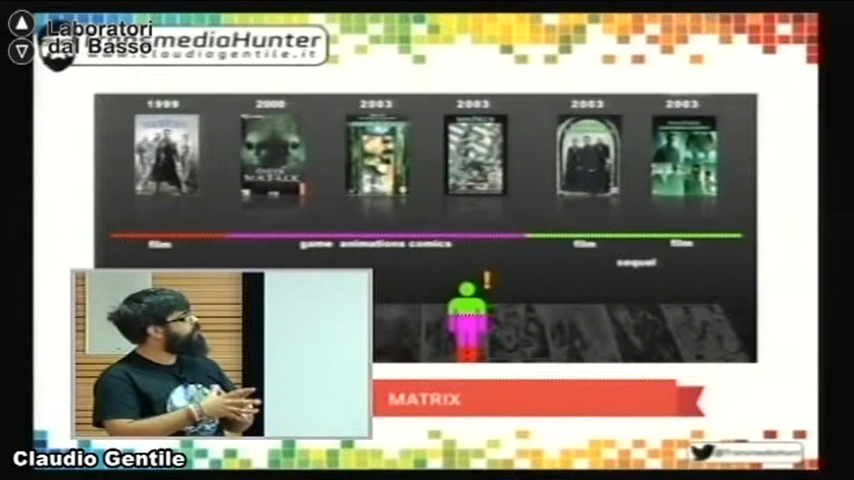 Laboratori
dal Basso
TransmediaHunter
www.claudiogentile.it
1999 2000 2003 2003 2003 2003
film game animations comics film film
sequel
MATRIX
Claudio Gentile